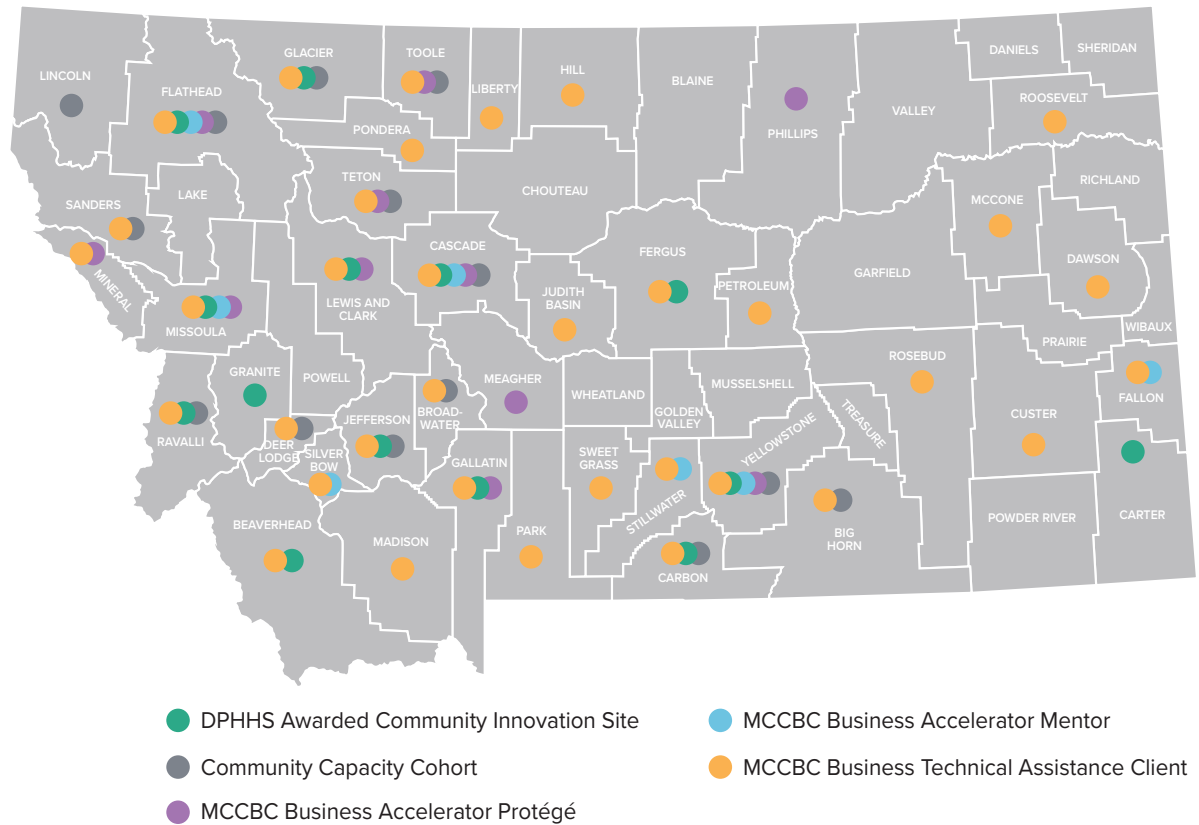 LINCOLN
FLATHEAD
GLACIER
TOOLE
LIBERTY
HILL
BLAINE
PHILLIPS
VALLEY
DANIELS
SHERIDAN
ROOSEVELT
PONDERA
TETON
CHOUTEAU
SANDERS
LAKE
MINERAL
MISSOULA
LEWIS AND
CLARK
CASCADE
JUDITH
BASIN
FERGUS
PETROLEUM
GARFIELD
MCCONE
RICHLAND
DAWSON
WIBAUX
PRAIRIE
RAVALLI
GRANITE
POWELL
DEER
LODGE
SILVER
BOW
JEFFERSON
BROAD-
WATER
MEAGHER
WHEATLAND
GOLDEN
VALLEY
MUSSELSHELL
TREASURE
ROSEBUD
CUSTER
FALLON
BEAVERHEAD
MADISON
GALLATIN
PARK
SWEET
GRASS
STILLWATER
YELLOWSTONE
CARBON
BIG
HORN
POWDER RIVER
CARTER
DPHHS Awarded Community Innovation Site
Community Capacity Cohort
MCCBC Business Accelerator Protégé
MCCBC Business Accelerator Mentor
MCCBC Business Technical Assistance Client